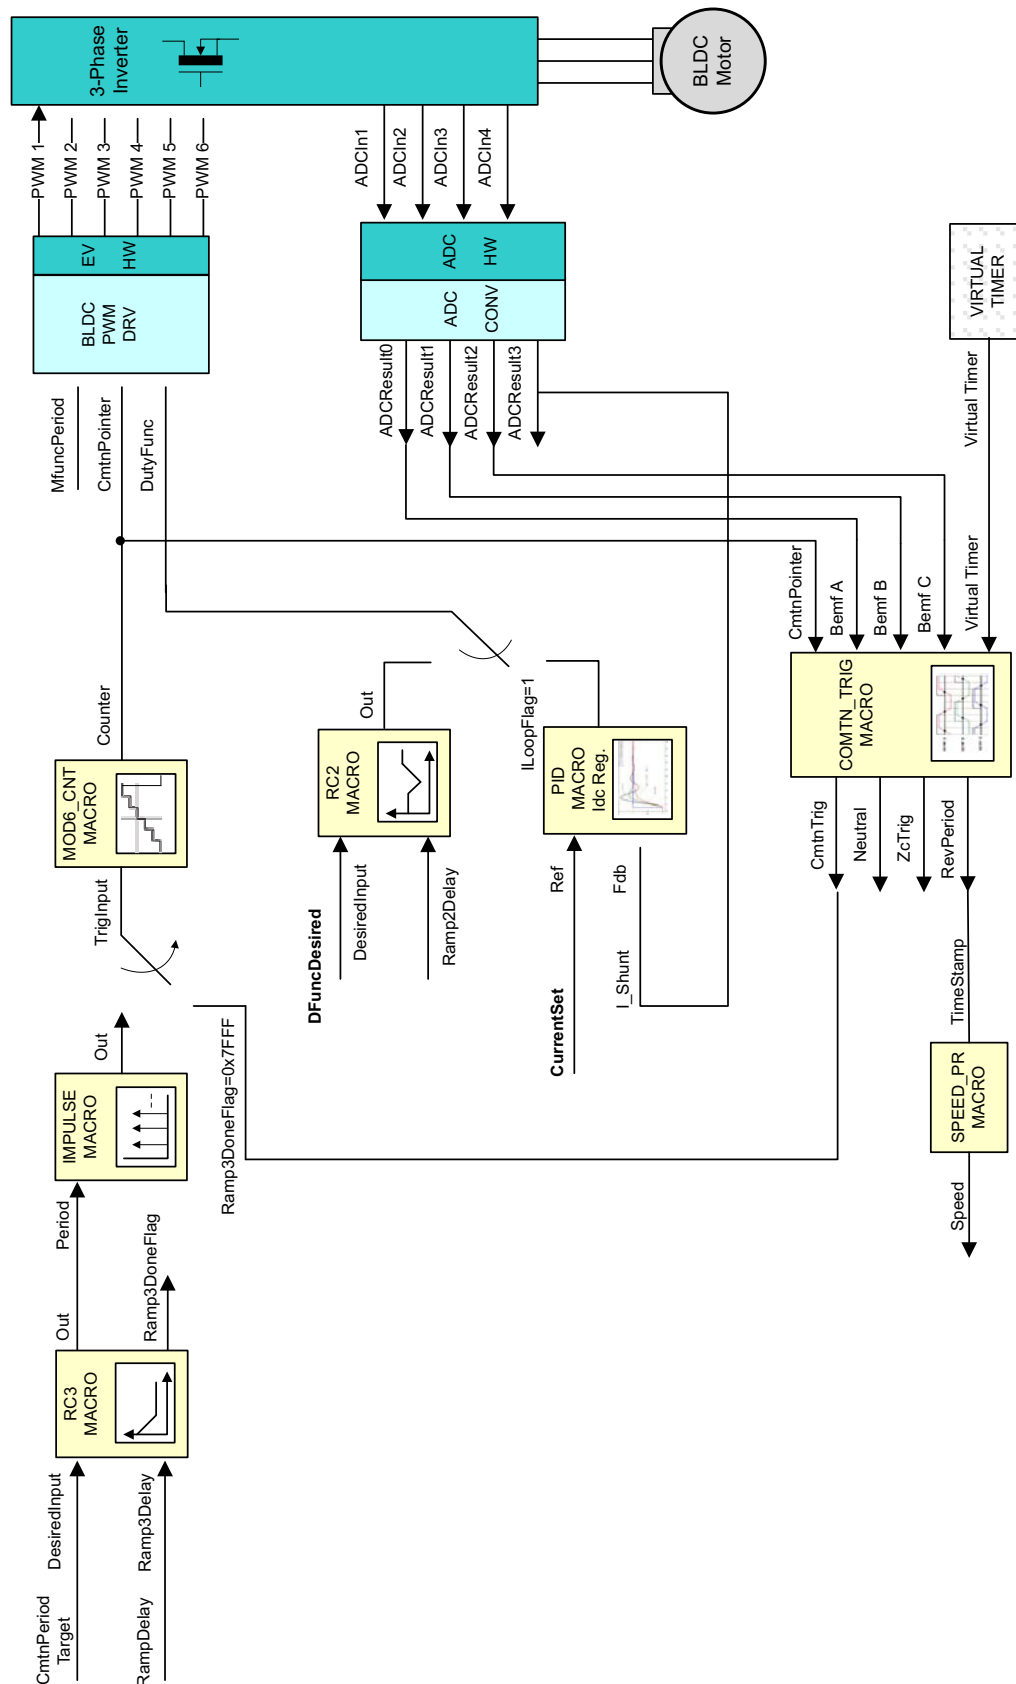 CmtnPeriod
Target
DesiredInput
RampDelay
Ramp3Delay
RC3
MACRO
Out
Period
Ramp3DoneFlag
IMPULSE
MACRO
Out
Ramp3DoneFlag=0x7FFF
TrigInput
MOD6_CNT
MACRO
Counter
MfuncPeriod
CmtnPointer
DutyFunc
BLDC
PWM
DRV
EV
HW
PWM 1
PWM 2
PWM 3
PWM 4
PWM 5
PWM 6
3-Phase
Inverter
BLDC
Motor
DFuncDesired
DesiredInput
Ramp2Delay
RC2
MACRO
Out
CurrentSet
Ref
I_Shunt
Fdb
PID
MACRO
Idc Reg.
ILoopFlag=1
ADCIn1
ADCIn2
ADCIn3
ADCIn4
ADC
HW
ADC
CONV
ADCResult0
ADCResult1
ADCResult2
ADCResult3
CmtnPointer
Bemf A
Bemf B
Bemf C
Virtual Timer
Virtual Timer
VIRTUAL
TIMER
COMTN_TRIG
MACRO
CmtnTrig
Neutral
ZcTrig
RevPeriod
TimeStamp
SPEED_PR
MACRO
Speed